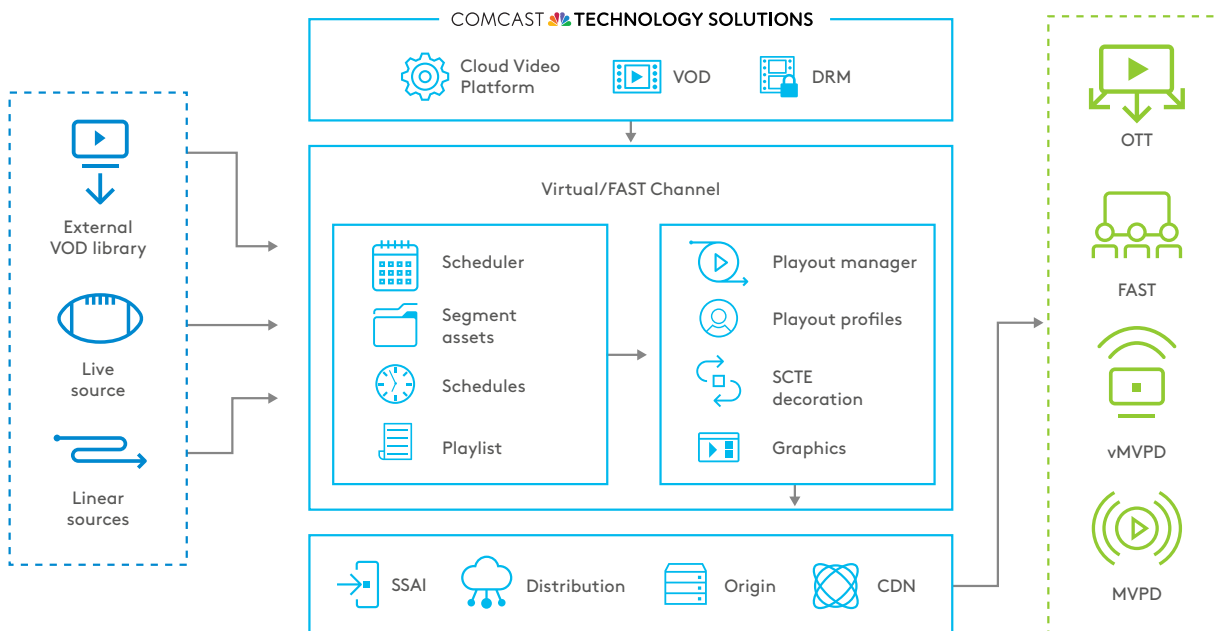 COMCAST TECHNOLOGY SOLUTIONS
Cloud Video
Platform
VOD
DRM
External
VOD library
Live
source
Linear
sources
Virtual/FAST Channel
Scheduler
Segment
assets
Schedules
Playlist
Playout manager
Playout profiles
SCTE
decoration
Graphics
SSAI
Distribution
Origin
CDN
OTT
FAST
vMVPD
MVPD